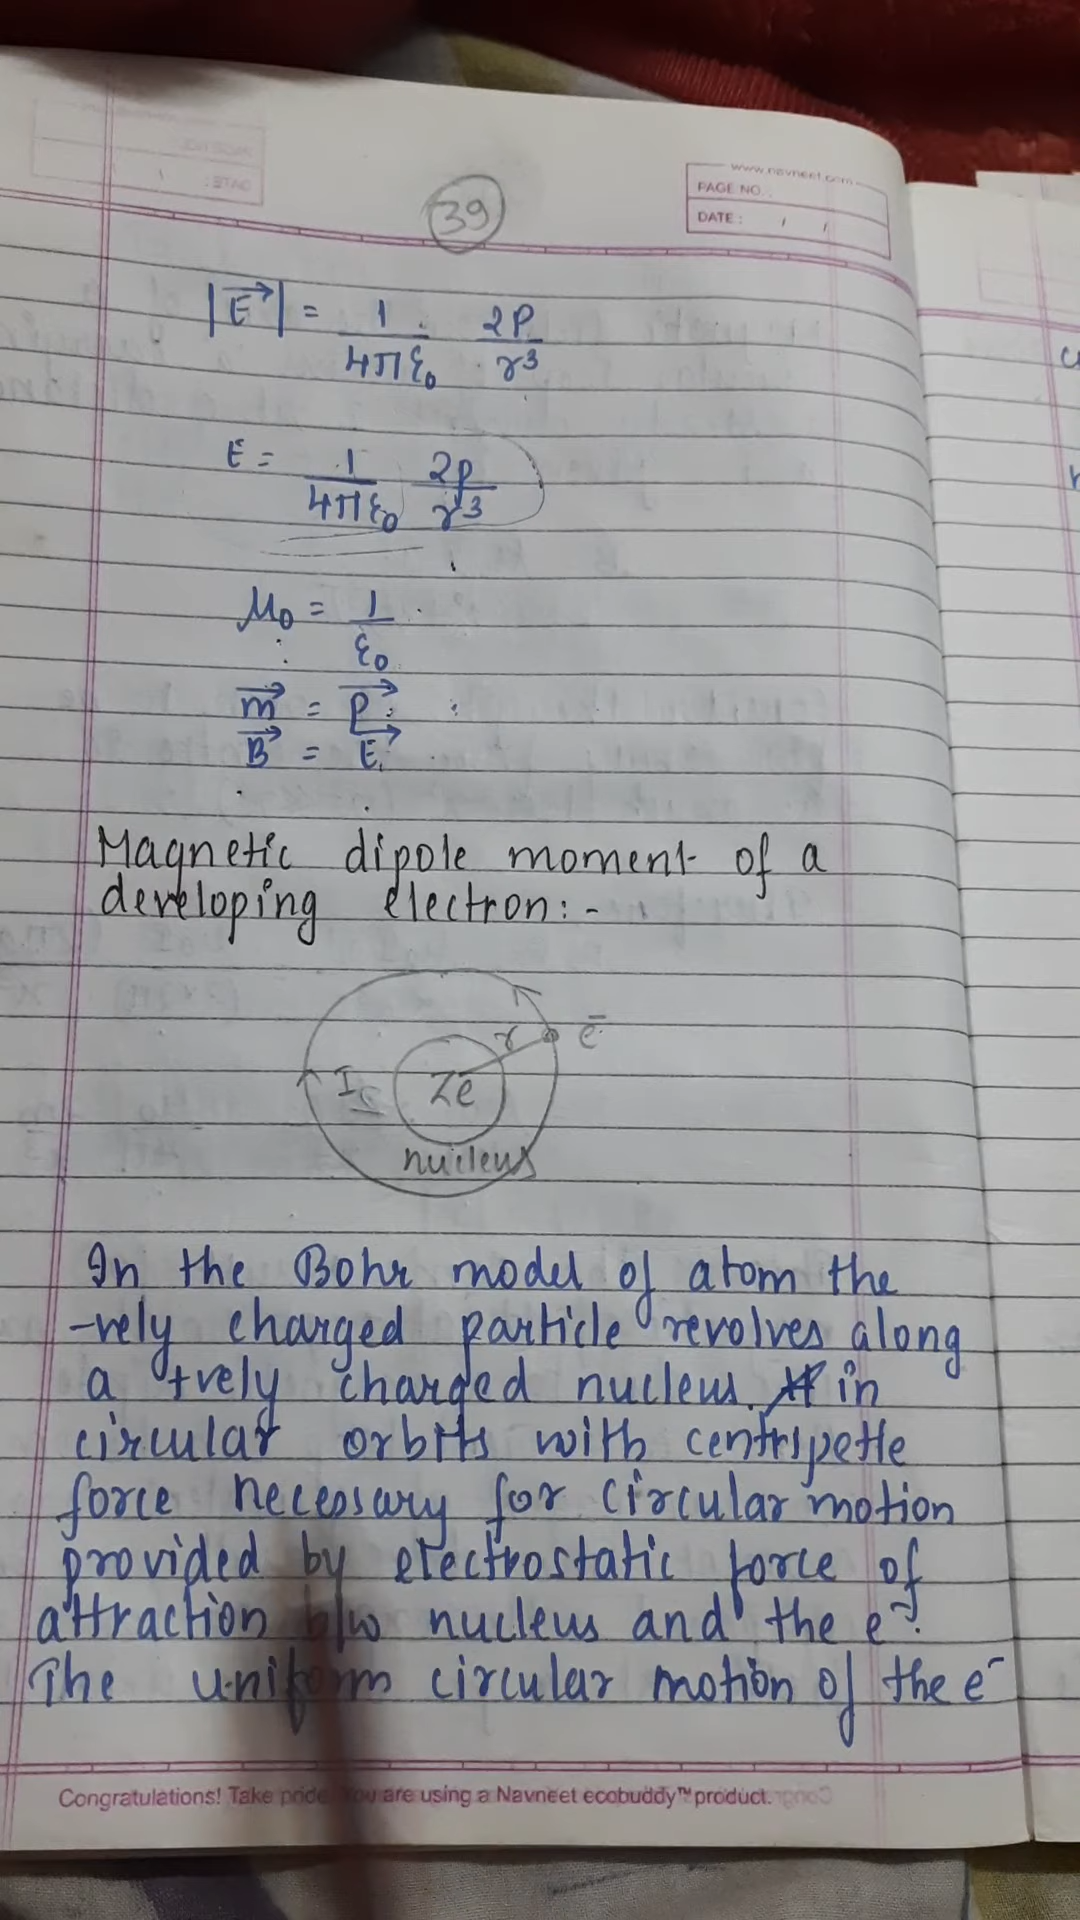 39
www.navneet.com
PAGE NO.:
DATE: / /
|E→| = 1/4πε₀ 2P/r³
E = 1/4πε₀ 2p/r³
μ₀ = 1/ε₀
m→ = P→
B→ = E→
Magnetic dipole moment of a
developing electron:-
r e⁻
I Ze
nucleus
In the Bohr model of atom the
-vely charged particle revolves along
a +vely charged nucleus. in
circular orbits with centripetle
force necessary for circular motion
provided by electrostatic force of
attraction b/w nucleus and the e⁻.
The uniform circular motion of the e⁻
Congratulations! Take pride You are using a Navneet ecobuddy™ product.